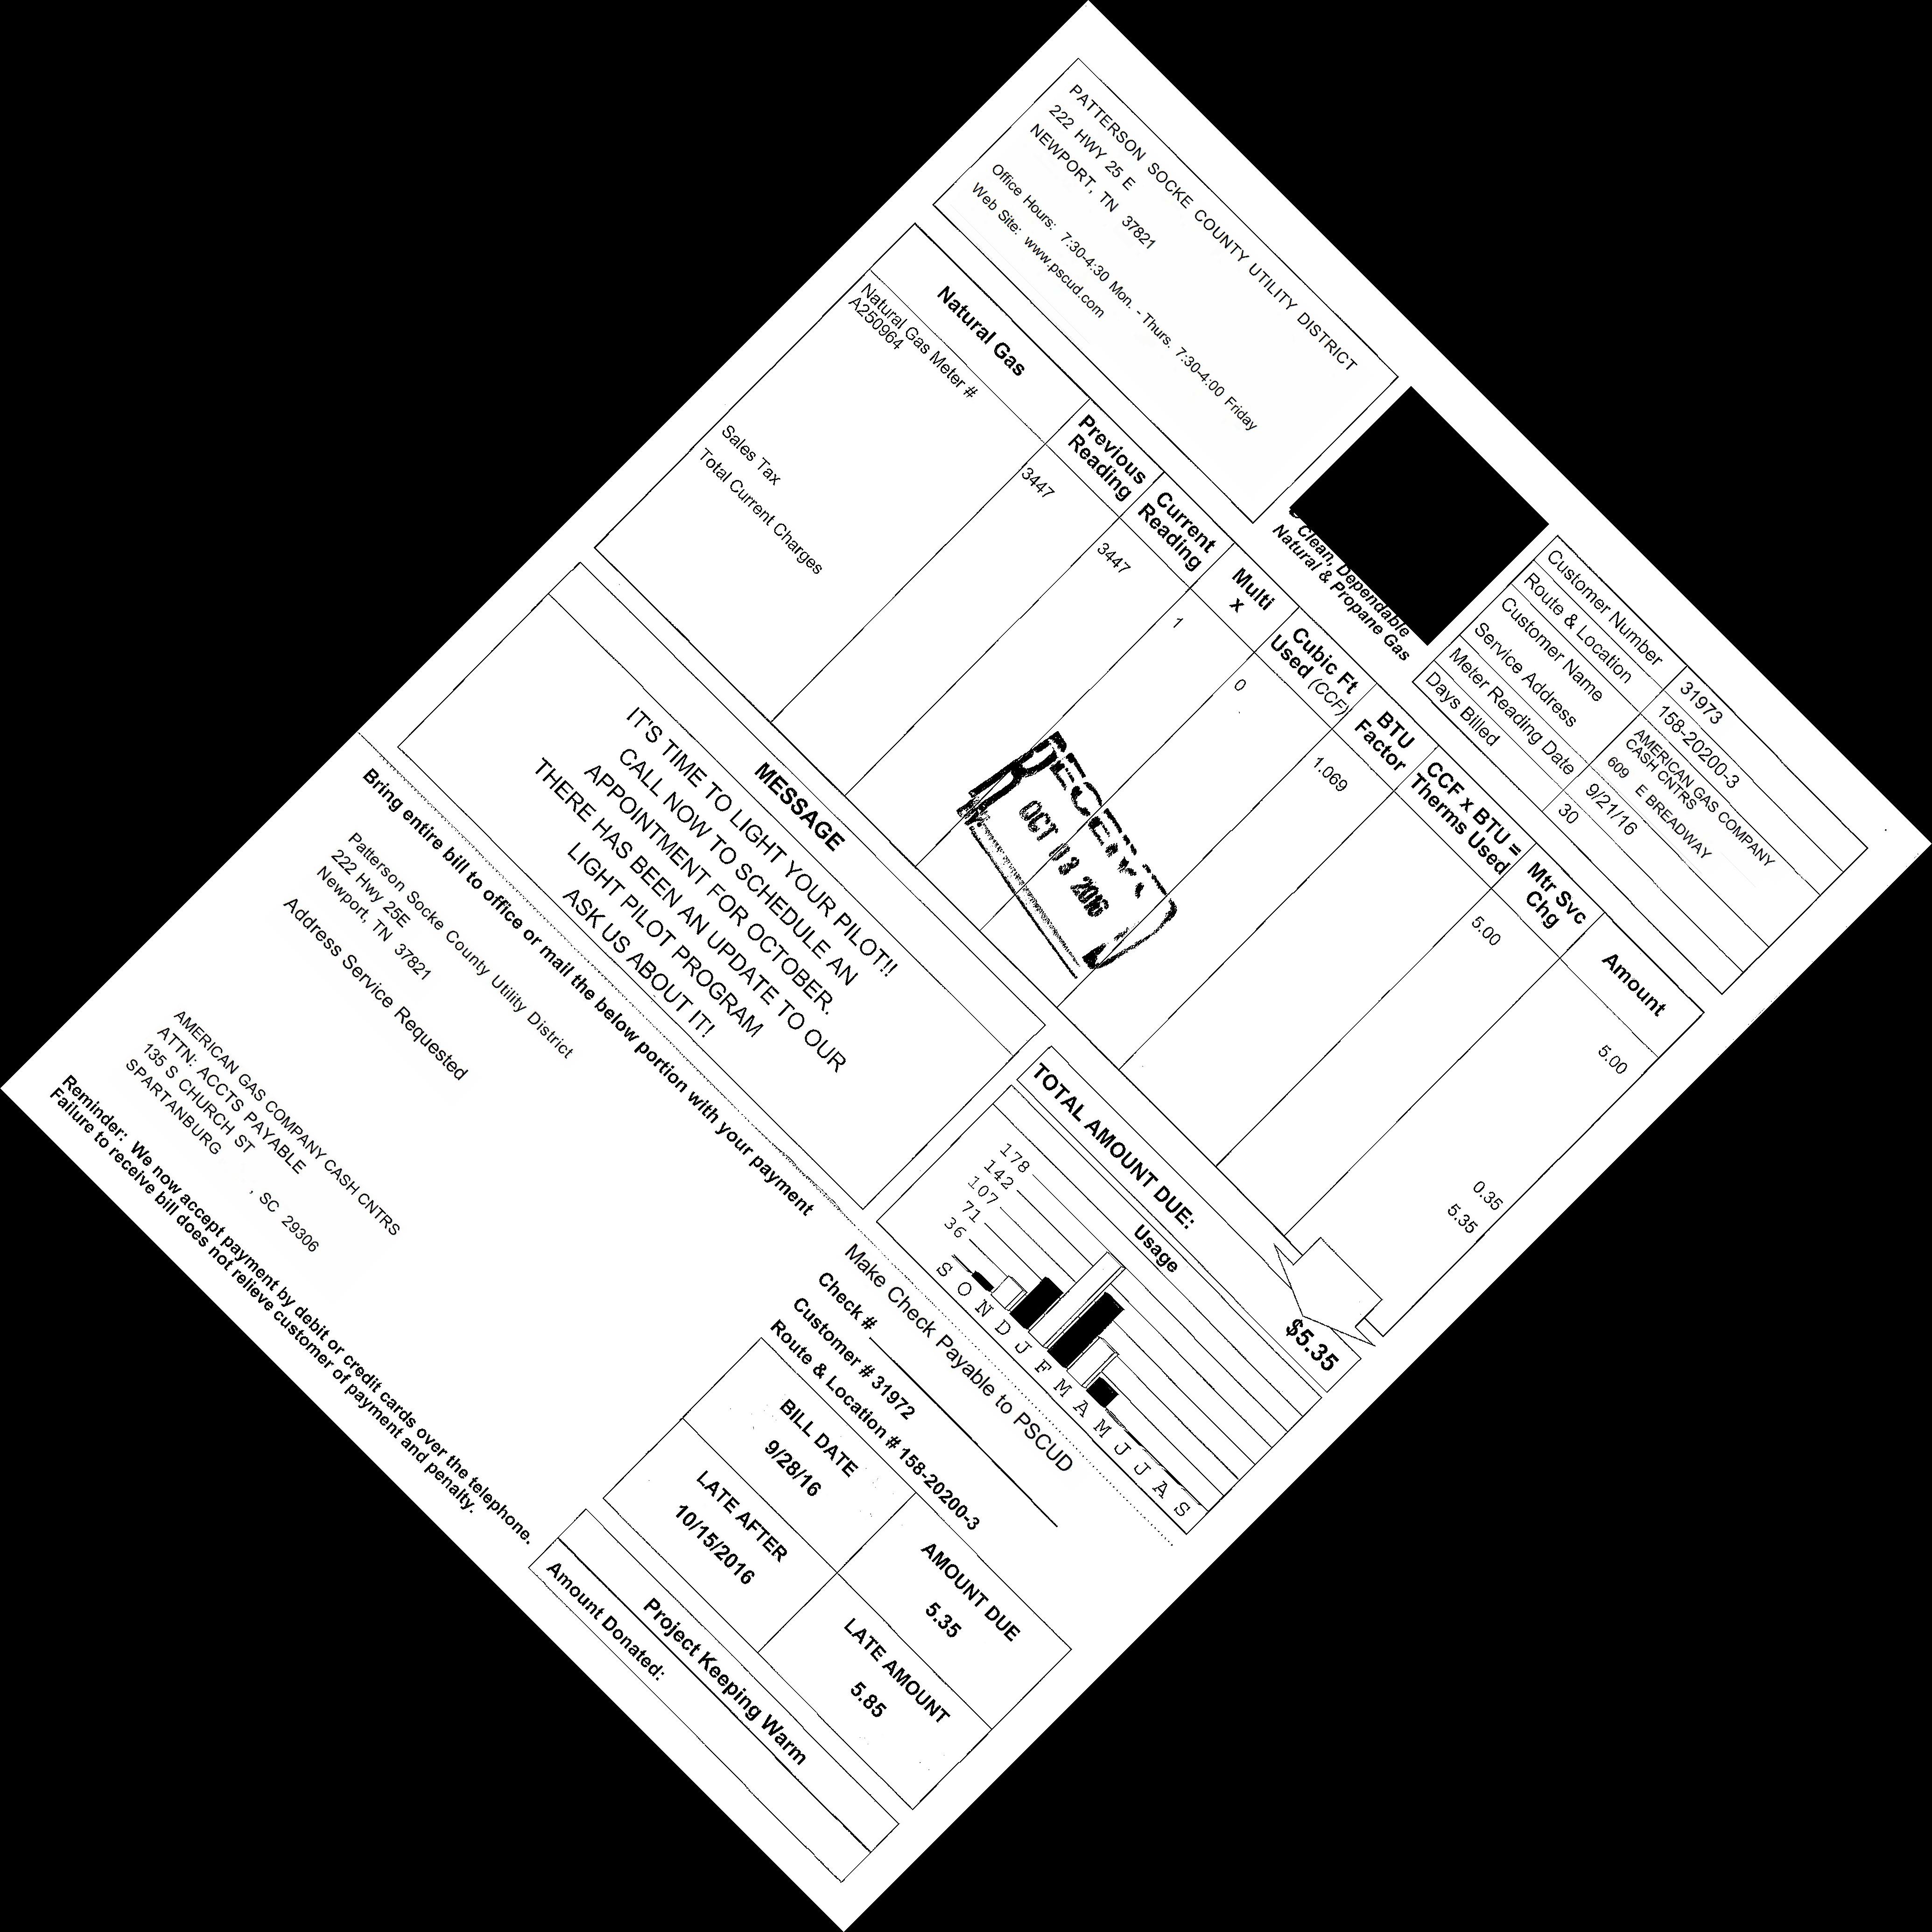 PATTERSON SOCKE COUNTY UTILITY DISTRICT
222 HWY 25 E
NEWPORT, TN 37821
Office Hours: 7:30-4:30 Mon. - Thurs. 7:30-4:00 Friday
Web Site: www.pscud.com
Clean, Dependable
Natural & Propane Gas
Customer Number 31973
Route & Location 158-20200-3
Customer Name AMERICAN GAS COMPANY
CASH CNTRS
Service Address 609 E BREADWAY
Meter Reading Date 9/21/16
Days Billed 30
Natural Gas
Previous Reading
Current Reading
Multi x
Cubic Ft Used (CCF)
BTU Factor
CCF x BTU = Therms Used
Mtr Svc Chg
Amount
Natural Gas Meter #
A250964
3447 3447 1 0 1.069 5.00 5.00
Sales Tax 0.35
Total Current Charges 5.35
OCT 03 2016
MESSAGE
IT'S TIME TO LIGHT YOUR PILOT!!
CALL NOW TO SCHEDULE AN
APPOINTMENT FOR OCTOBER.
THERE HAS BEEN AN UPDATE TO OUR
LIGHT PILOT PROGRAM
ASK US ABOUT IT!
TOTAL AMOUNT DUE: $5.35
Usage
178
142
107
71
36
S O N D J F M A M J J A S
Bring entire bill to office or mail the below portion with your payment
Patterson Socke County Utility District
222 Hwy 25E
Newport, TN 37821
Address Service Requested
Make Check Payable to PSCUD
Check #
Customer # 31972
Route & Location # 158-20200-3
AMERICAN GAS COMPANY CASH CNTRS
ATTN: ACCTS PAYABLE
135 S CHURCH ST
SPARTANBURG , SC 29306
BILL DATE
9/28/16
AMOUNT DUE
5.35
LATE AFTER
10/15/2016
LATE AMOUNT
5.85
Reminder: We now accept payment by debit or credit cards over the telephone.
Failure to receive bill does not relieve customer of payment and penalty.
Project Keeping Warm
Amount Donated: